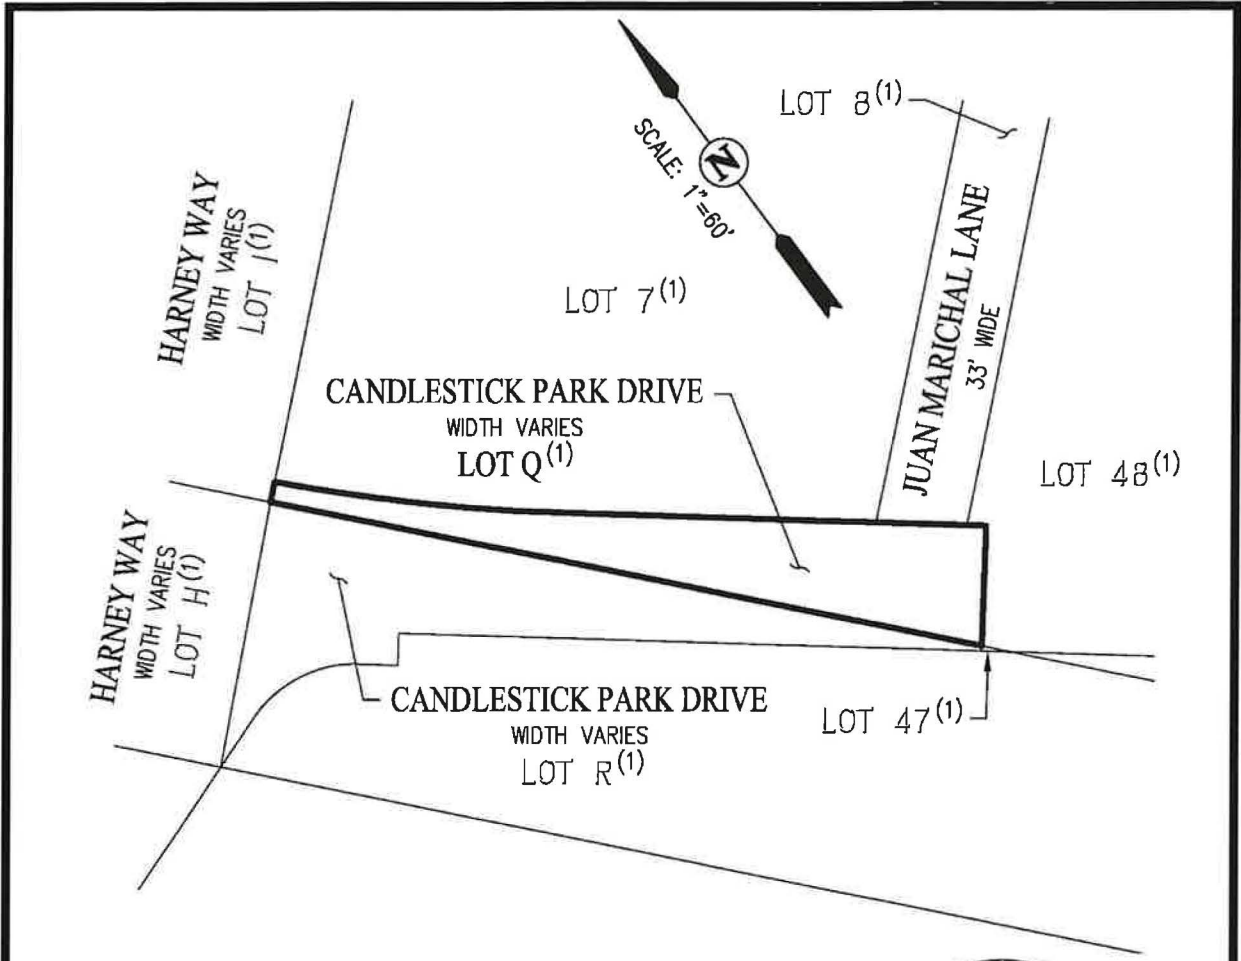 LOT 8(1)
N
SCALE: 1"=60'
HARNEY WAY
WIDTH VARIES
LOT I(1)
LOT 7(1)
JUAN MARICHAL LANE
33' WIDE
CANDLESTICK PARK DRIVE
WIDTH VARIES
LOT Q(1)
LOT 48(1)
HARNEY WAY
WIDTH VARIES
LOT H(1)
CANDLESTICK PARK DRIVE
WIDTH VARIES
LOT R(1)
LOT 47(1)